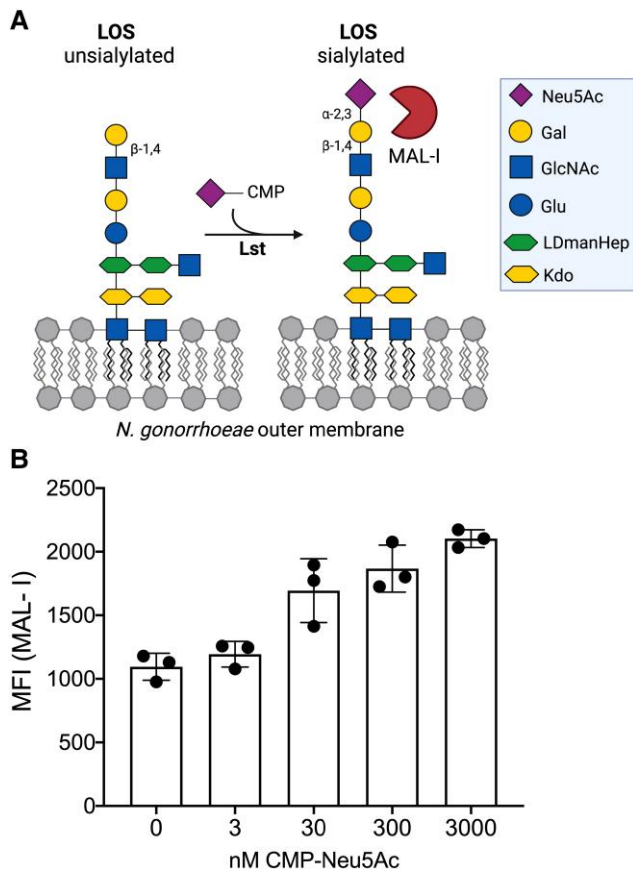 A
LOS
unsialylated
LOS
sialylated
β-1,4
CMP
Lst
α-2,3
β-1,4
MAL-I
Neu5Ac
Gal
GlcNAc
Glu
LDmanHep
Kdo
N. gonorrhoeae outer membrane
B
2500
2000
1500
1000
500
0
MFI (MAL- I)
0 3 30 300 3000
nM CMP-Neu5Ac